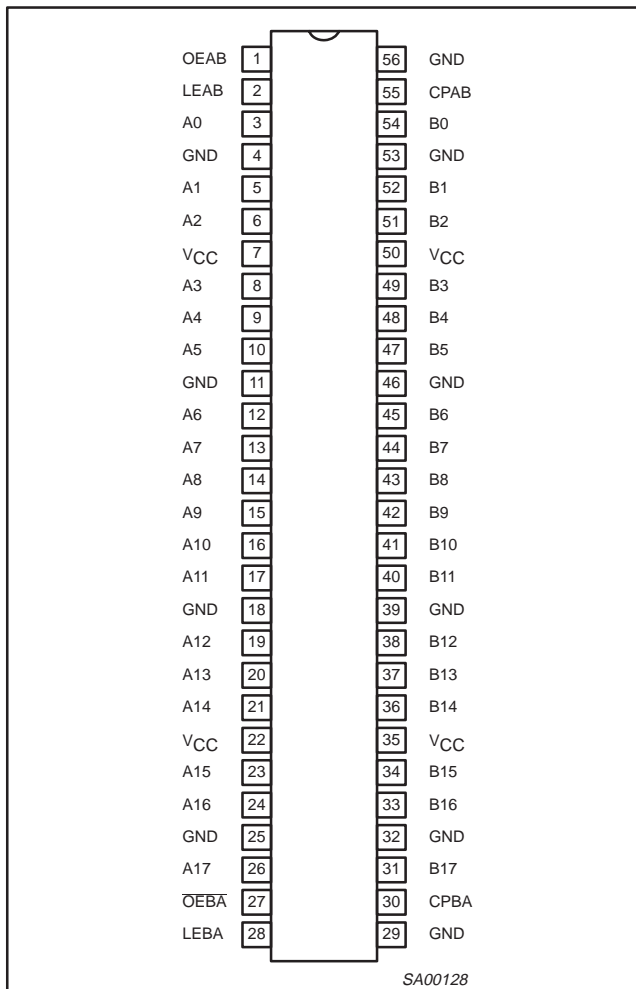 OEAB 1 56 GND
LEAB 2 55 CPAB
A0 3 54 B0
GND 4 53 GND
A1 5 52 B1
A2 6 51 B2
VCC 7 50 VCC
A3 8 49 B3
A4 9 48 B4
A5 10 47 B5
GND 11 46 GND
A6 12 45 B6
A7 13 44 B7
A8 14 43 B8
A9 15 42 B9
A10 16 41 B10
A11 17 40 B11
GND 18 39 GND
A12 19 38 B12
A13 20 37 B13
A14 21 36 B14
VCC 22 35 VCC
A15 23 34 B15
A16 24 33 B16
GND 25 32 GND
A17 26 31 B17
OEBA 27 30 CPBA
LEBA 28 29 GND
SA00128